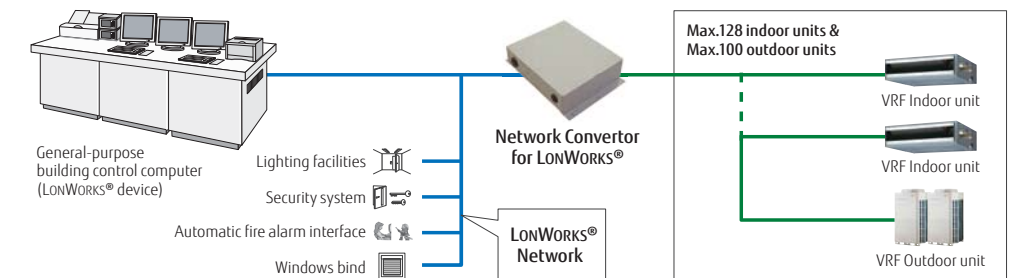 Max.128 indoor units &
Max.100 outdoor units
VRF Indoor unit
Network Convertor
for LONWORKS®
VRF Indoor unit
General-purpose
building control computer
(LONWORKS® device)
Lighting facilities
Security system
Automatic fire alarm interface
Windows bind
LONWORKS®
Network
VRF Outdoor unit